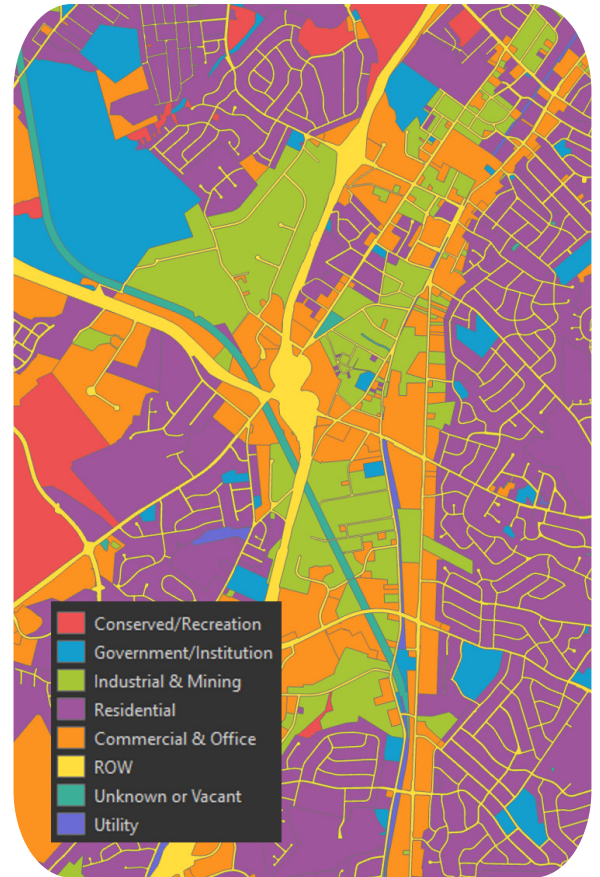 Conserved/Recreation
Government/Institution
Industrial & Mining
Residential
Commercial & Office
ROW
Unknown or Vacant
Utility